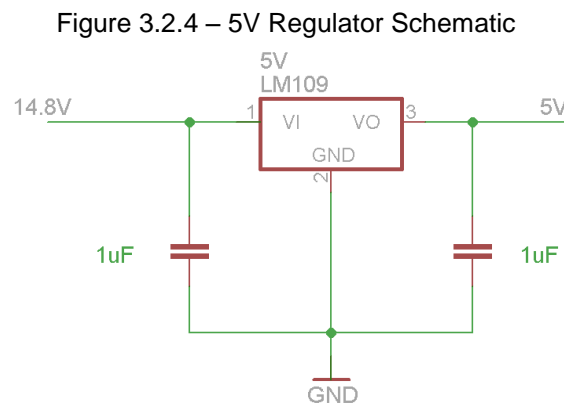 Figure 3.2.4 – 5V Regulator Schematic
5V
LM109
14.8V
1
VI
VO
3
5V
GND
2
1uF
1uF
GND